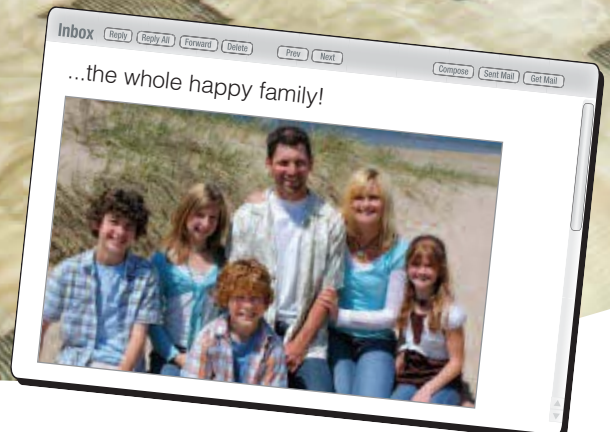 Inbox Reply Reply All Forward Delete Prev Next Compose Sent Mail Get Mail
...the whole happy family!